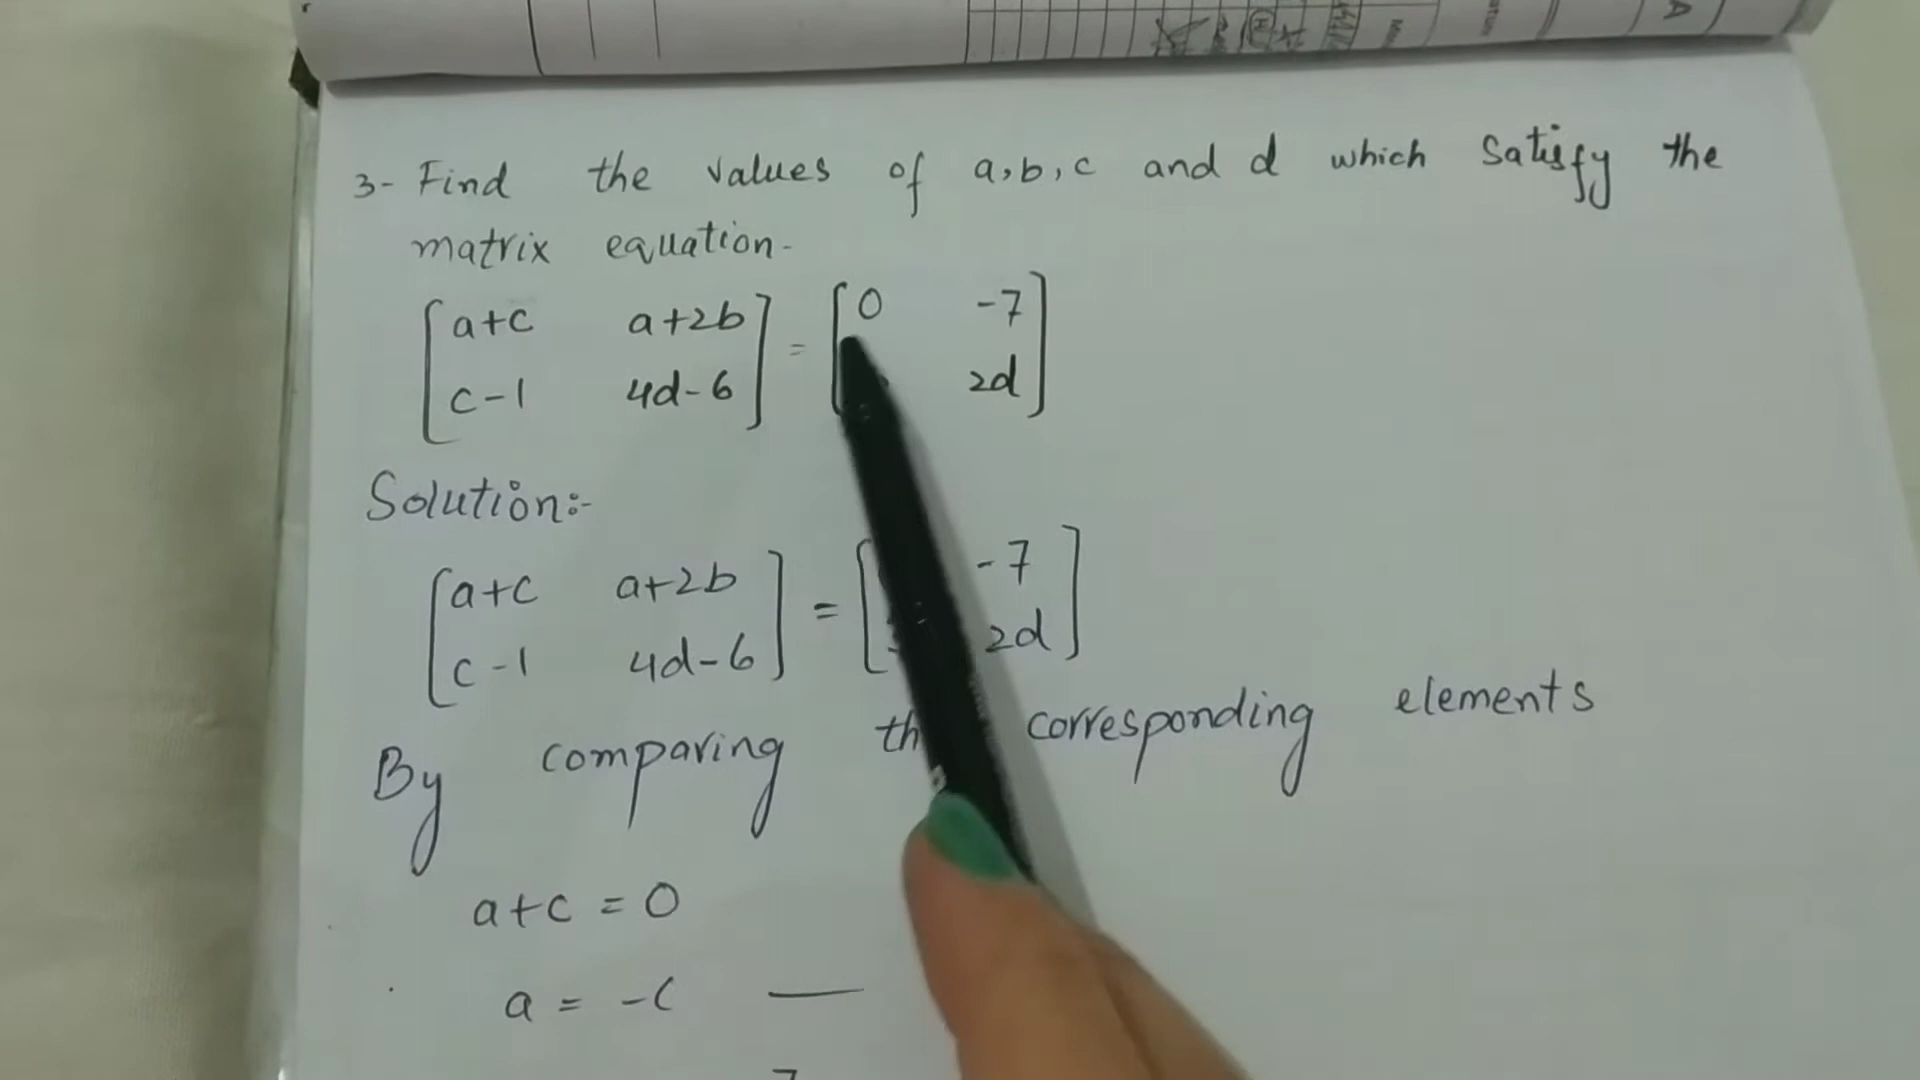 3- Find the values of a,b,c and d which satisfy the
matrix equation-
[a+c a+2b] = [0 -7]
[c-1 4d-6] [2d]
Solution:-
[a+c a+2b] = [-7]
[c-1 4d-6] [2d]
By comparing corresponding elements
a+c = 0
a = -c —